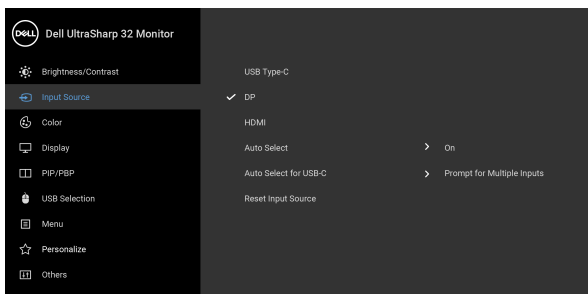 DELL
Dell UltraSharp 32 Monitor
Brightness/Contrast
Input Source
Color
Display
PIP/PBP
USB Selection
Menu
Personalize
Others
USB Type-C
DP
HDMI
Auto Select
On
Auto Select for USB-C
Prompt for Multiple Inputs
Reset Input Source